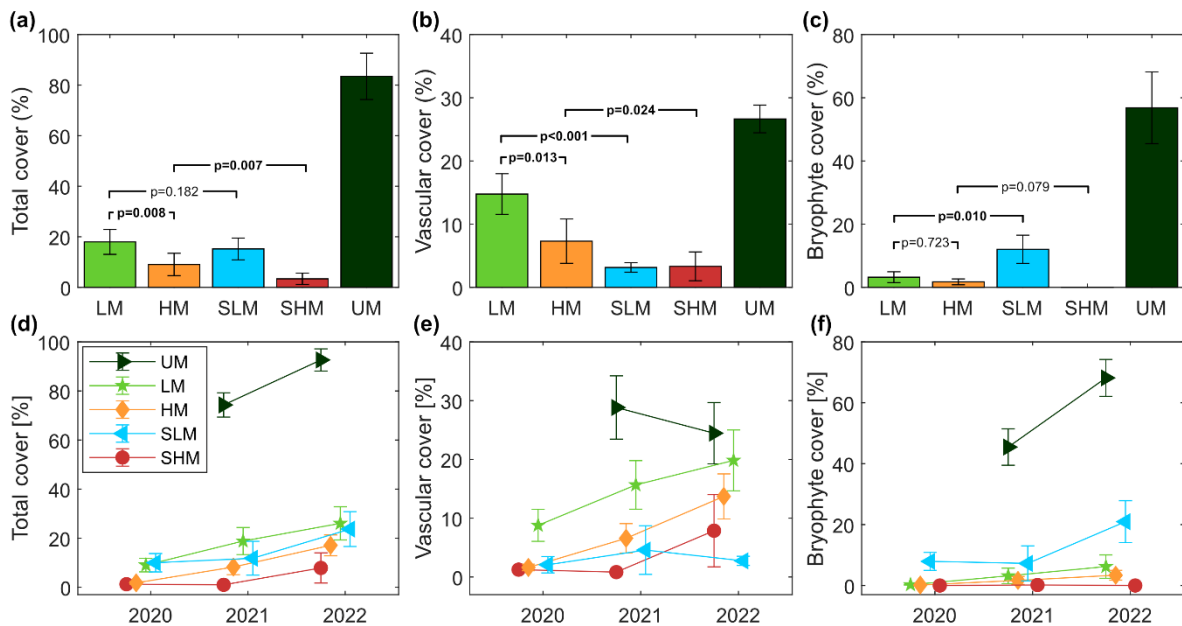 (a)
Total cover (%)
100
80
60
40
20
0
p=0.007
p=0.182
p=0.008
LM HM SLM SHM UM
(b)
Vascular cover (%)
40
30
20
10
0
p=0.024
p<0.001
p=0.013
LM HM SLM SHM UM
(c)
Bryophyte cover (%)
80
60
40
20
0
p=0.079
p=0.010
p=0.723
LM HM SLM SHM UM
(d)
Total cover [%]
100
80
60
40
20
0
UM
LM
HM
SLM
SHM
2020 2021 2022
(e)
Vascular cover [%]
40
30
20
10
0
2020 2021 2022
(f)
Bryophyte cover [%]
80
60
40
20
0
2020 2021 2022